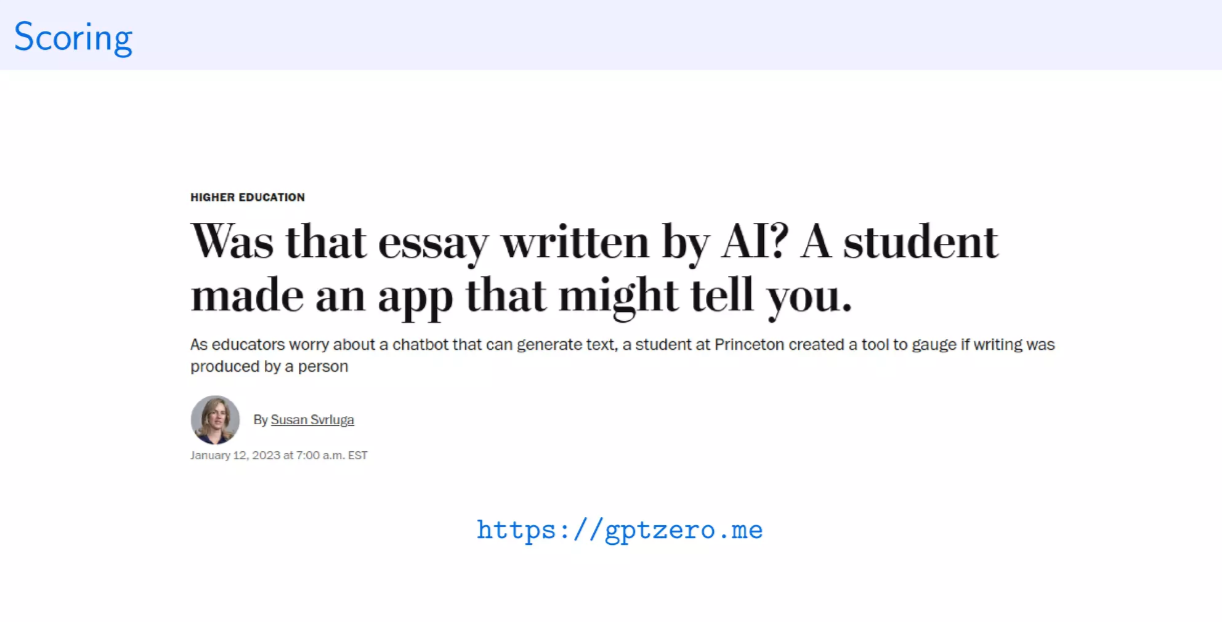 Scoring
HIGHER EDUCATION
Was that essay written by AI? A student
made an app that might tell you.
As educators worry about a chatbot that can generate text, a student at Princeton created a tool to gauge if writing was
produced by a person
By Susan Svrluga
January 12, 2023 at 7:00 a.m. EST
https://gptzero.me